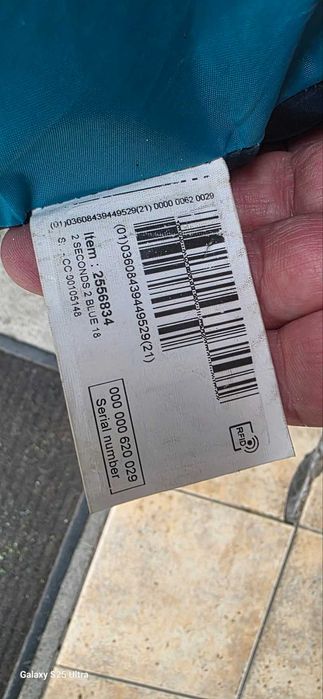 (01)03608439449529(21) 0000 0062 0029
(01)03608439449529(21)
Item : 2556834
2 SECONDS 2 BLUE 18
S. : CC 00105148
000 000 620 029
Serial number
RFID
Galaxy S25 Ultra